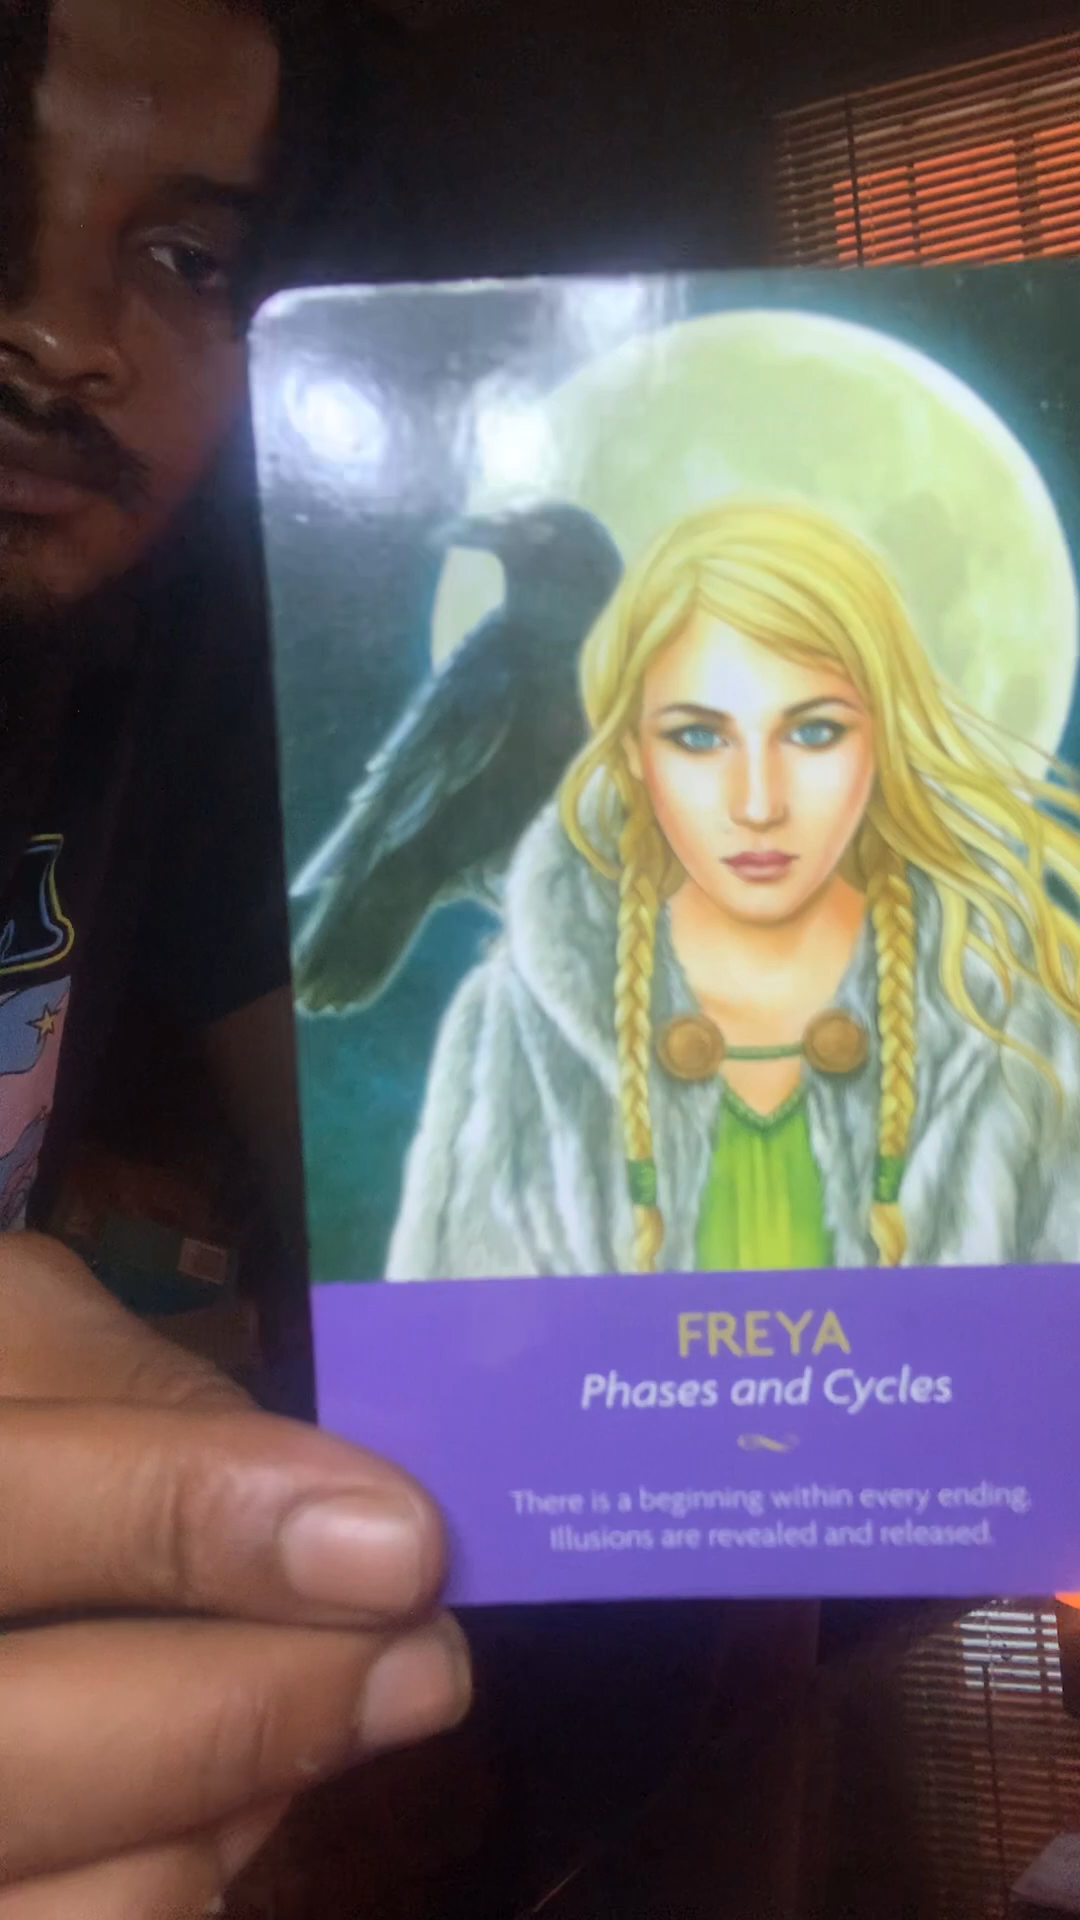 FREYA
Phases and Cycles
There is a beginning within every ending.
Illusions are revealed and released.